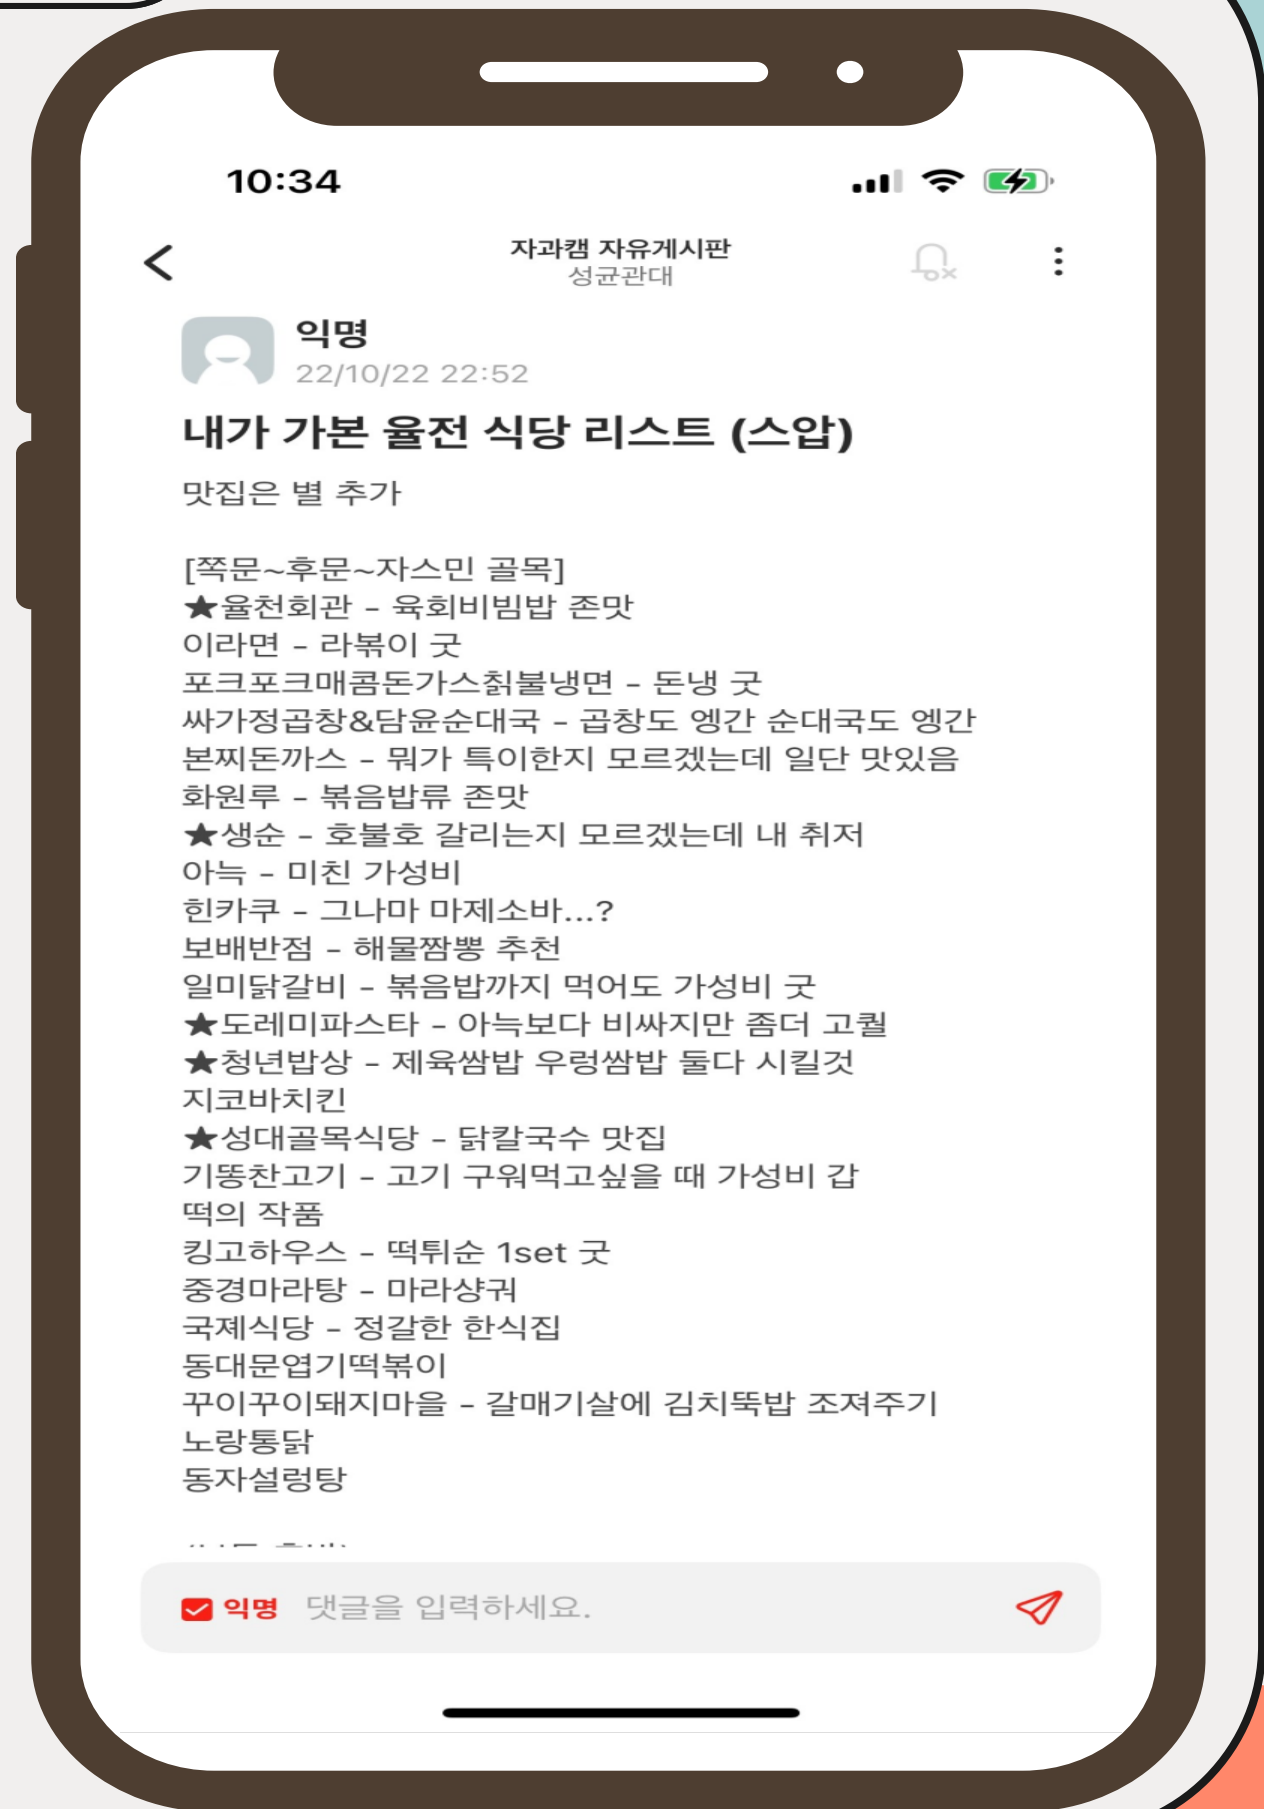 10:34
자과캠 자유게시판
성균관대
익명
22/10/22 22:52
내가 가본 율전 식당 리스트 (스압)
맛집은 별 추가
[쪽문~후문~자스민 골목]
★율천회관 - 육회비빔밥 존맛
이라면 - 라볶이 굿
포크포크매콤돈가스칡불냉면 - 돈냉 굿
싸가정곱창&담윤순대국 - 곱창도 엥간 순대국도 엥간
본찌돈까스 - 뭐가 특이한지 모르겠는데 일단 맛있음
화원루 - 볶음밥류 존맛
★생순 - 호불호 갈리는지 모르겠는데 내 취저
아늑 - 미친 가성비
힌카쿠 - 그나마 마제소바...?
보배반점 - 해물짬뽕 추천
일미닭갈비 - 볶음밥까지 먹어도 가성비 굿
★도레미파스타 - 아늑보다 비싸지만 좀더 고퀄
★청년밥상 - 제육쌈밥 우렁쌈밥 둘다 시킬것
지코바치킨
★성대골목식당 - 닭칼국수 맛집
기똥찬고기 - 고기 구워먹고싶을 때 가성비 갑
떡의 작품
킹고하우스 - 떡튀순 1set 굿
중경마라탕 - 마라샹궈
국제식당 - 정갈한 한식집
동대문엽기떡볶이
꾸이꾸이돼지마을 - 갈매기살에 김치뚝밥 조져주기
노랑통닭
동자설렁탕
익명 댓글을 입력하세요.